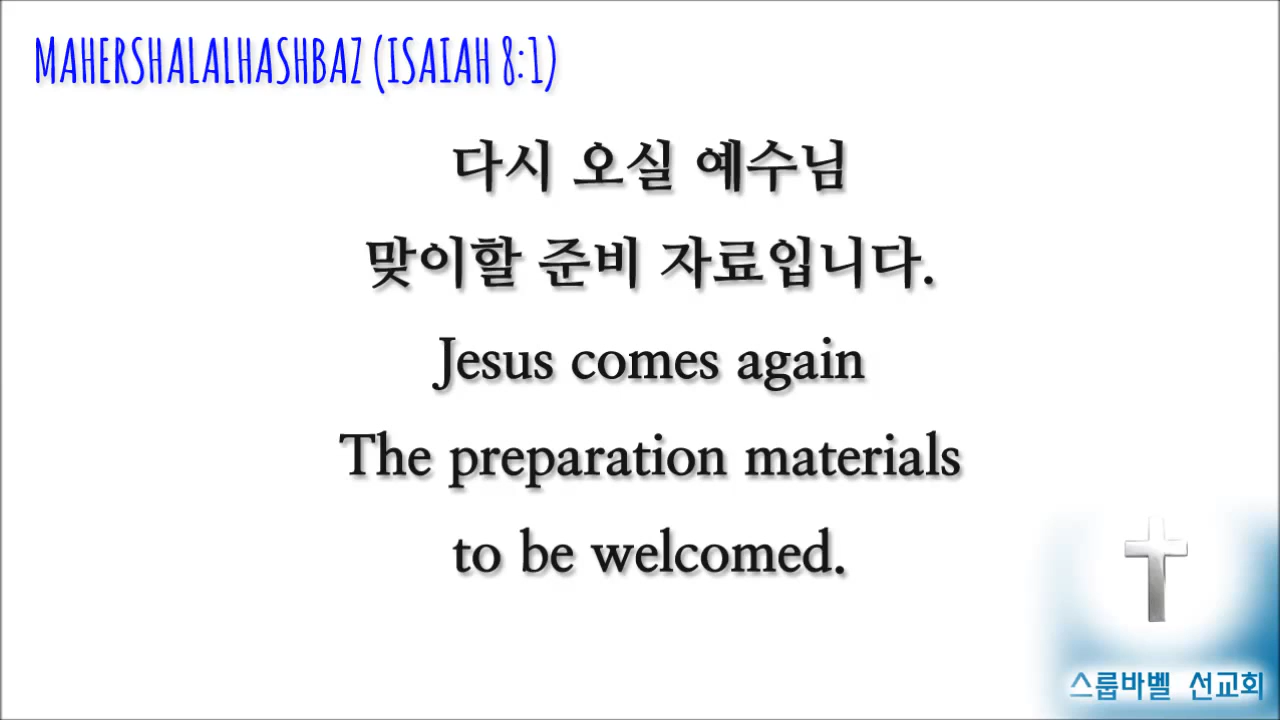 MAHERSHALALHASHBAZ (ISAIAH 8:1)
다시 오실 예수님
맞이할 준비 자료입니다.
Jesus comes again
The preparation materials
to be welcomed.
스룹바벨 선교회